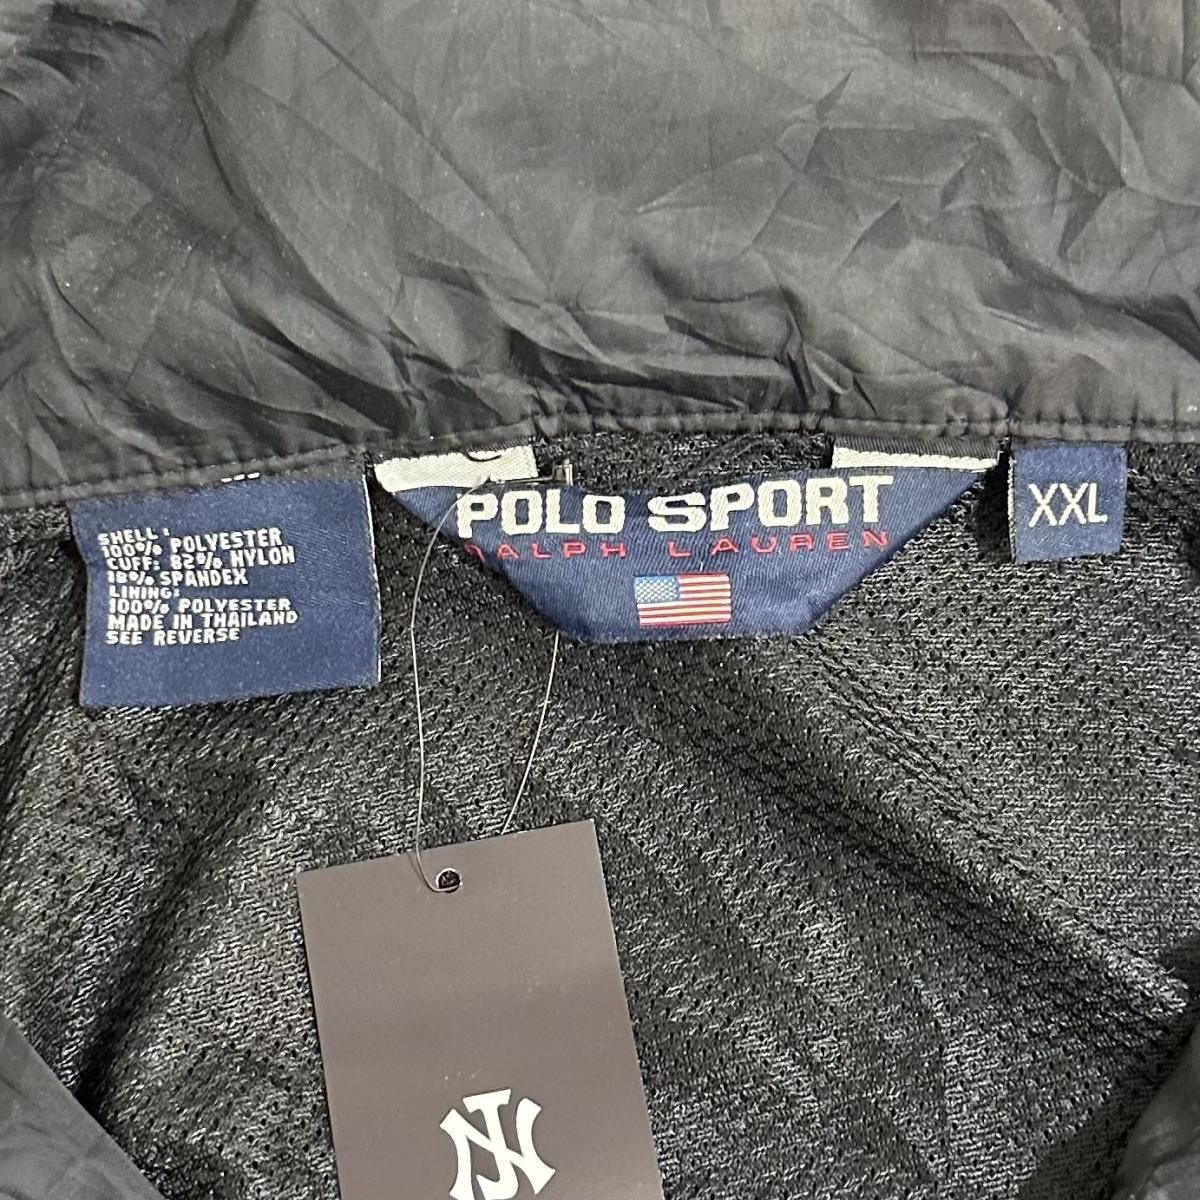 SHELL:
100% POLYESTER
CUFF: 82% NYLON
18% SPANDEX
LINING:
100% POLYESTER
MADE IN THAILAND
SEE REVERSE
POLO SPORT
RALPH LAUREN
XXL